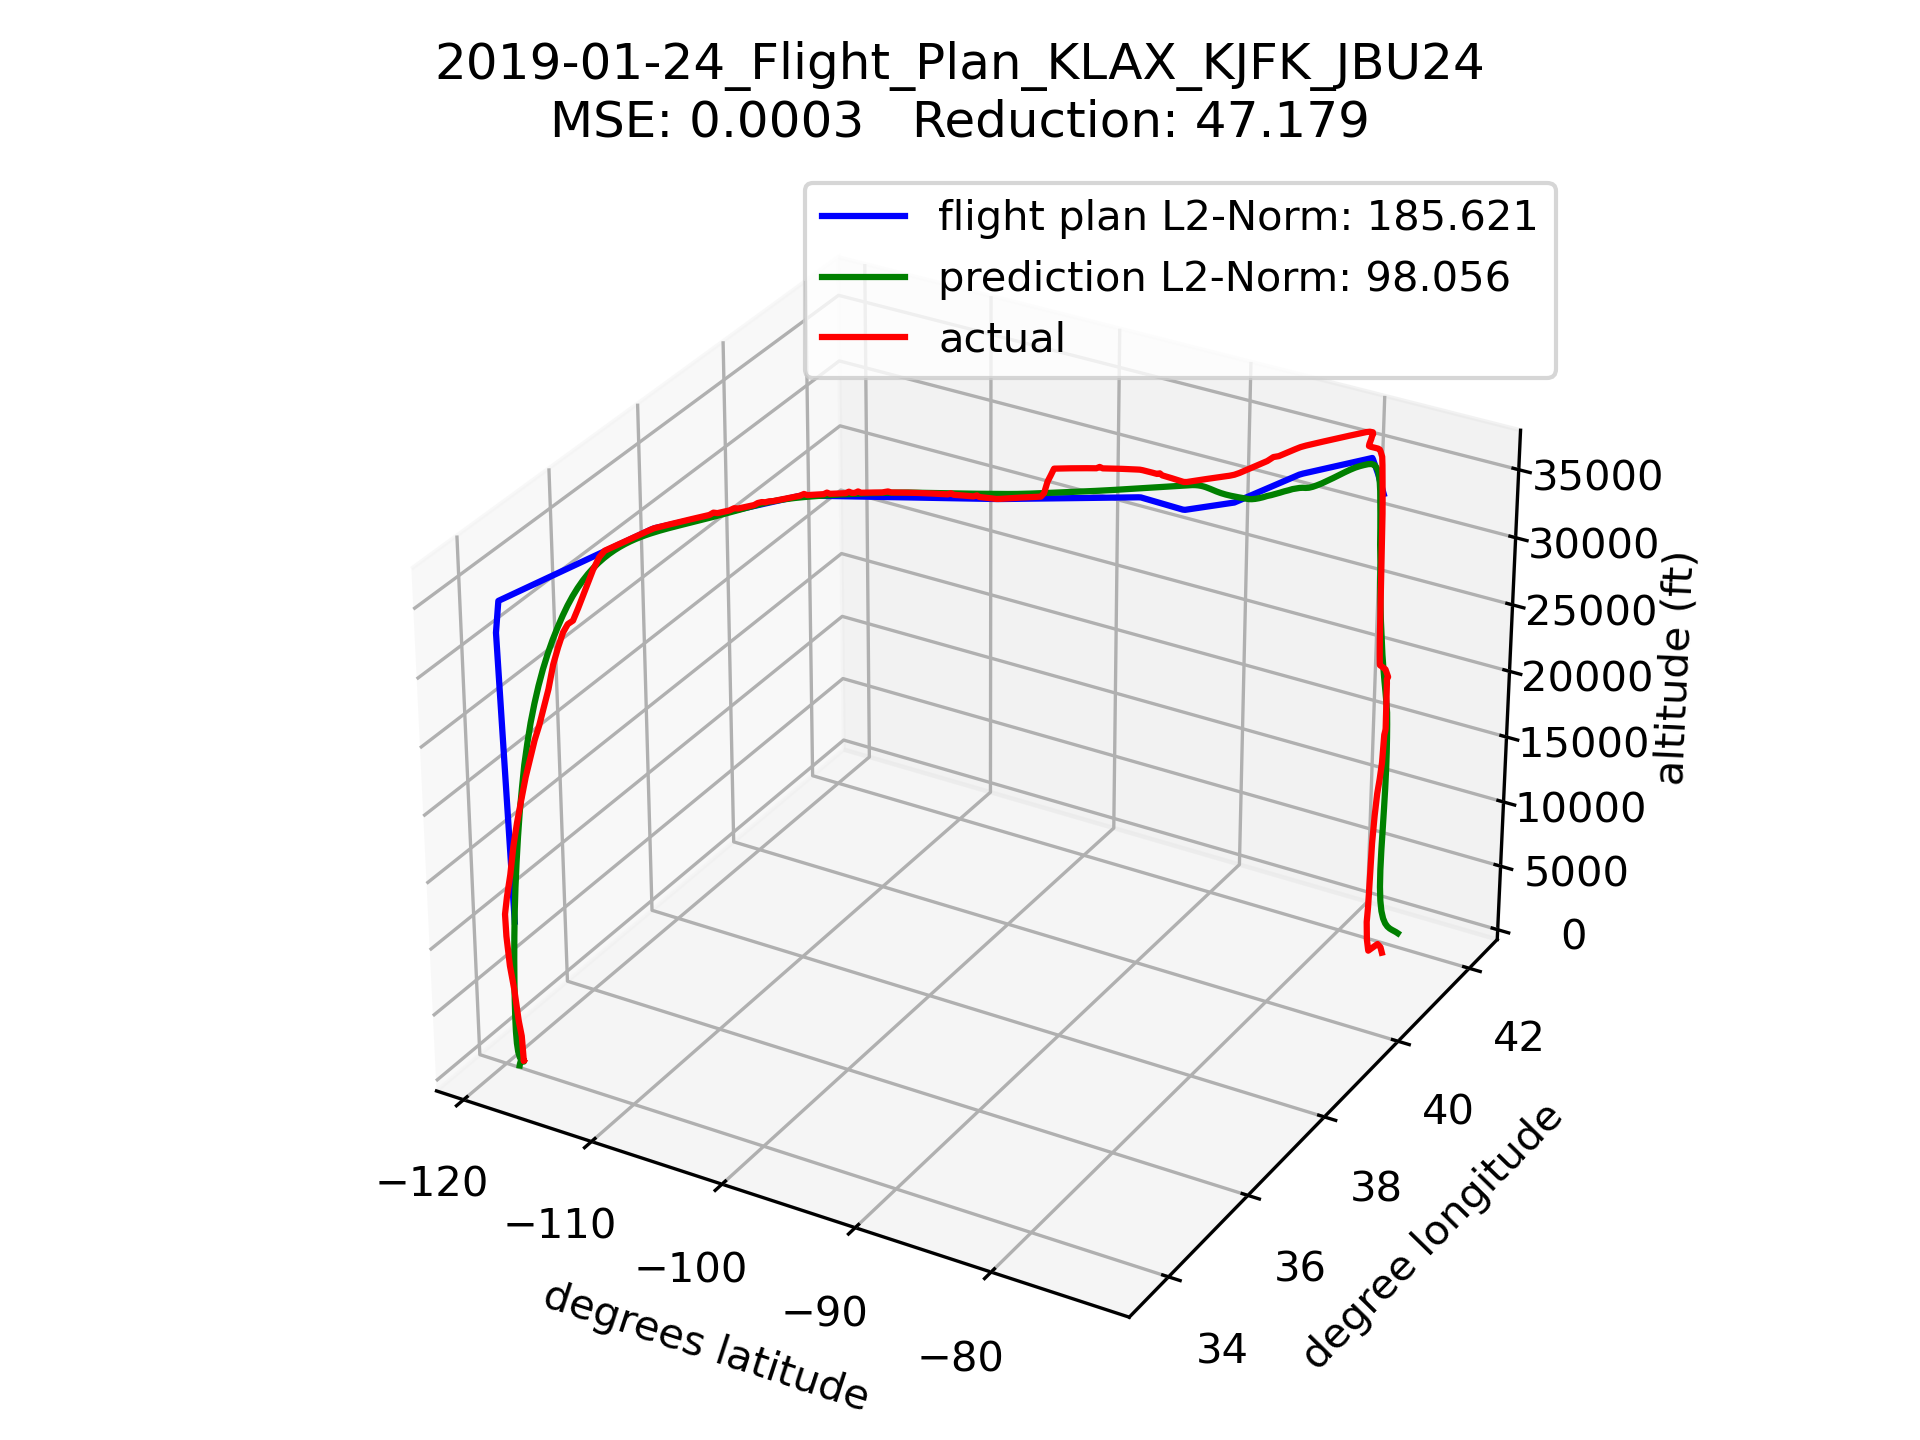 2019-01-24_Flight_Plan_KLAX_KJFK_JBU24
MSE: 0.0003   Reduction: 47.179
flight plan L2-Norm: 185.621
prediction L2-Norm: 98.056
actual
35000
30000
25000
20000
15000
10000
5000
0
altitude (ft)
42
40
38
36
34
degree longitude
−120
−110
−100
−90
−80
degrees latitude